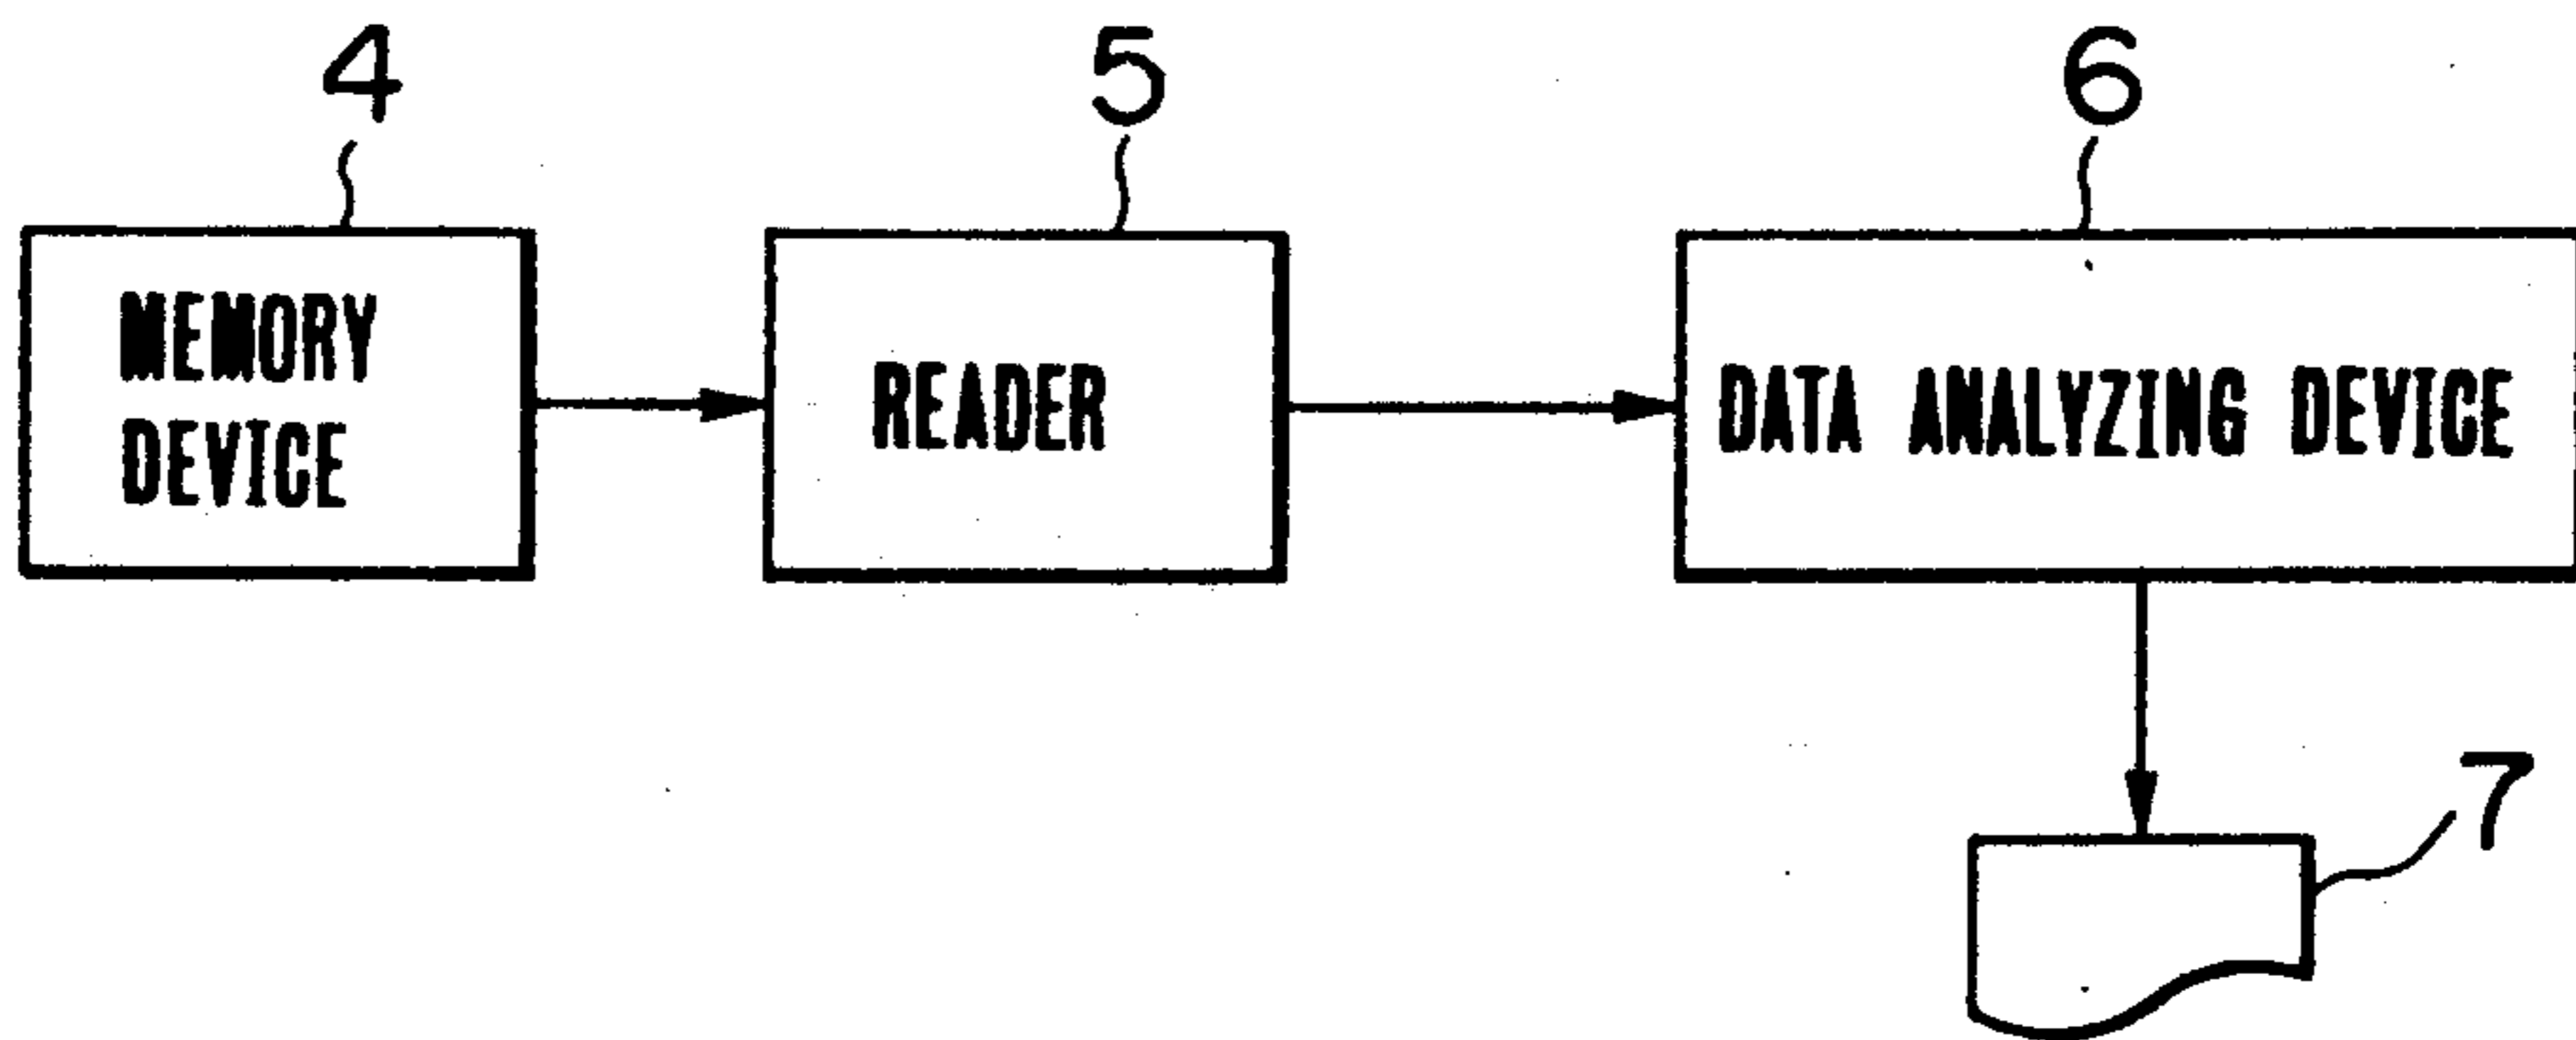 4
5
6
MEMORY
DEVICE
READER
DATA ANALYZING DEVICE
7